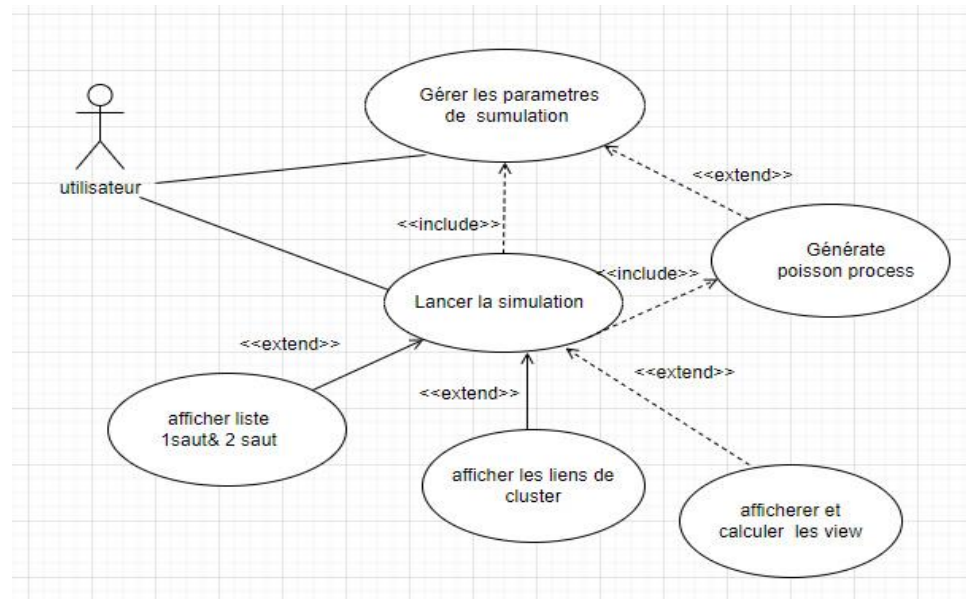 Gérer les parametres
de sumulation
utilisateur
<<extend>>
<<include>>
Générate
poisson process
<<include>>
Lancer la simulation
<<extend>>
<<extend>>
<<extend>>
afficher liste
1saut& 2 saut
afficher les liens de
cluster
afficherer et
calculer les view